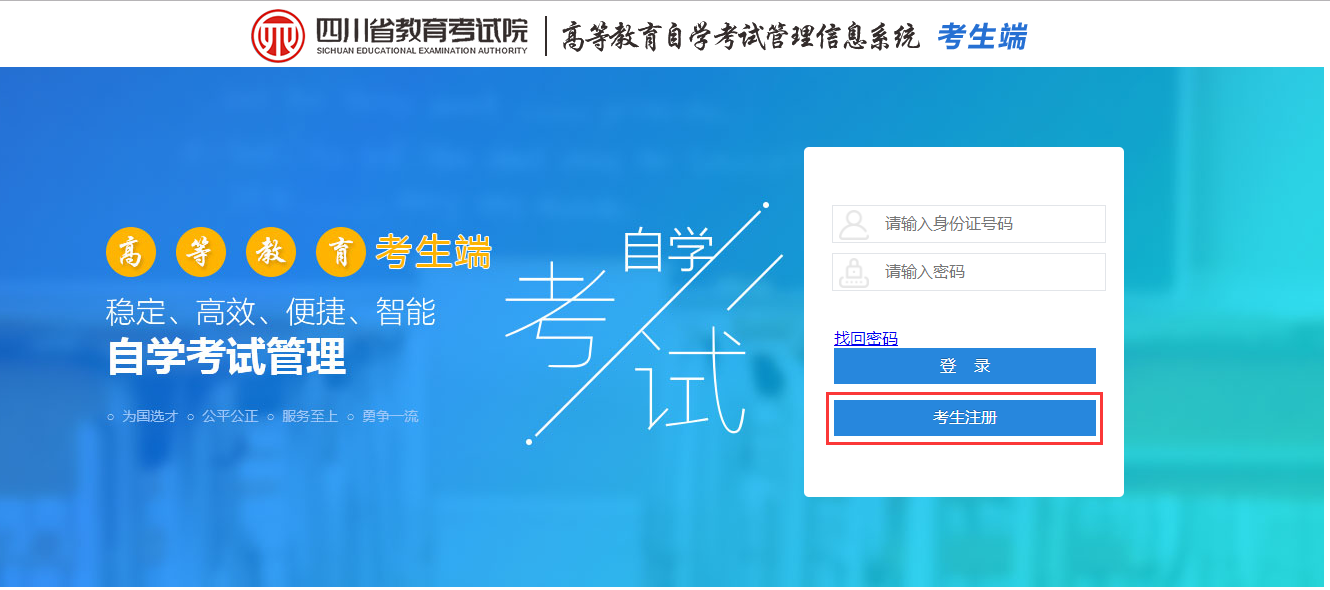 四川省教育考试院
SICHUAN EDUCATIONAL EXAMINATION AUTHORITY
高等教育自学考试管理信息系统 考生端
高 等 教 育 考生端
稳定、高效、便捷、智能
自学考试管理
○ 为国选才 ○ 公平公正 ○ 服务至上 ○ 勇争一流
自学
考试
请输入身份证号码
请输入密码
找回密码
登 录
考生注册